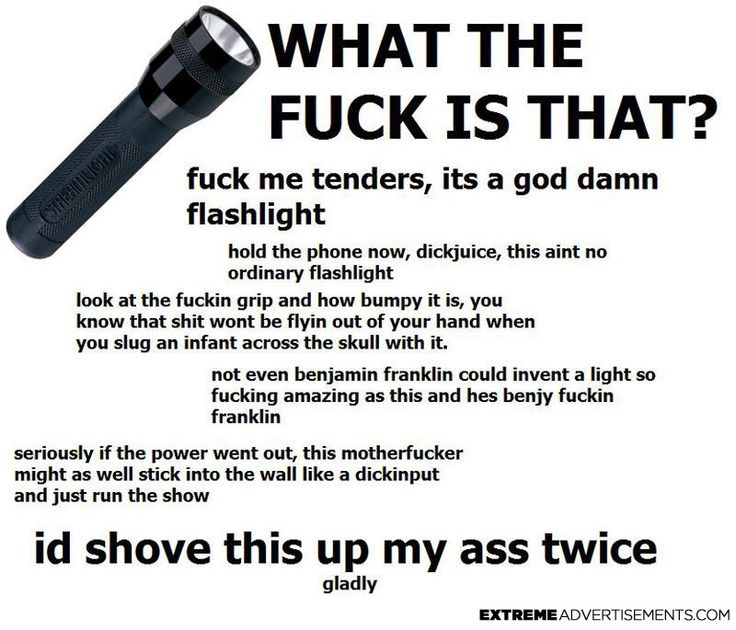 WHAT THE
FUCK IS THAT?
STREAMLIGHT
fuck me tenders, its a god damn
flashlight
hold the phone now, dickjuice, this aint no
ordinary flashlight
look at the fuckin grip and how bumpy it is, you
know that shit wont be flyin out of your hand when
you slug an infant across the skull with it.
not even benjamin franklin could invent a light so
fucking amazing as this and hes benjy fuckin
franklin
seriously if the power went out, this motherfucker
might as well stick into the wall like a dickinput
and just run the show
id shove this up my ass twice
gladly
EXTREMEADVERTISEMENTS.COM